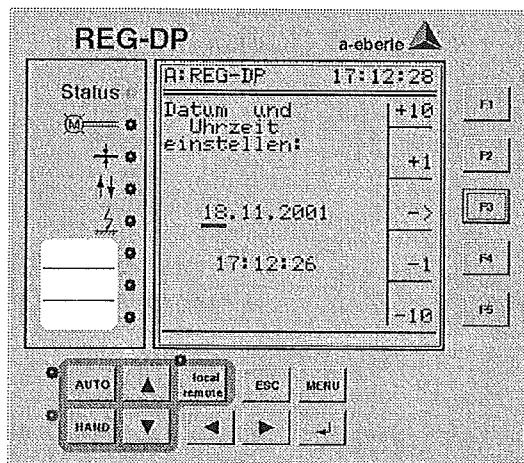 REG-DP
a-eberle
Status
M
A:REG-DP 17:12:28
Datum und
Uhrzeit
einstellen:
18.11.2001
17:12:26
+10
+1
->
-1
-10
F1
F2
F3
F4
F5
AUTO
local
remote
ESC
MENU
HAND